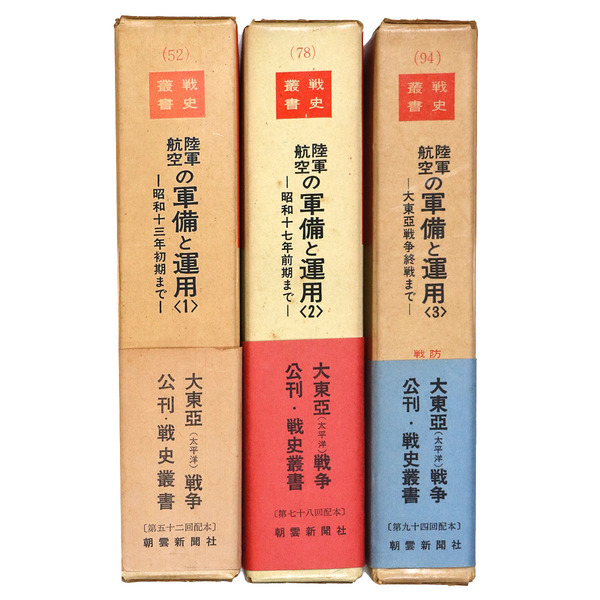 (52)
戦史
叢書
陸軍
航空の軍備と運用〈1〉
―昭和十三年初期まで―
大東亞(太平洋)戦争
公刊・戦史叢書
〔第五十二回配本〕
朝雲新聞社
(78)
戦史
叢書
陸軍
航空の軍備と運用〈2〉
―昭和十七年前期まで―
大東亞(太平洋)戦争
公刊・戦史叢書
〔第七十八回配本〕
朝雲新聞社
(94)
戦史
叢書
陸軍
航空の軍備と運用〈3〉
―大東亞戦争終戦まで―
防
戦
大東亞(太平洋)戦争
公刊・戦史叢書
〔第九十四回配本〕
朝雲新聞社